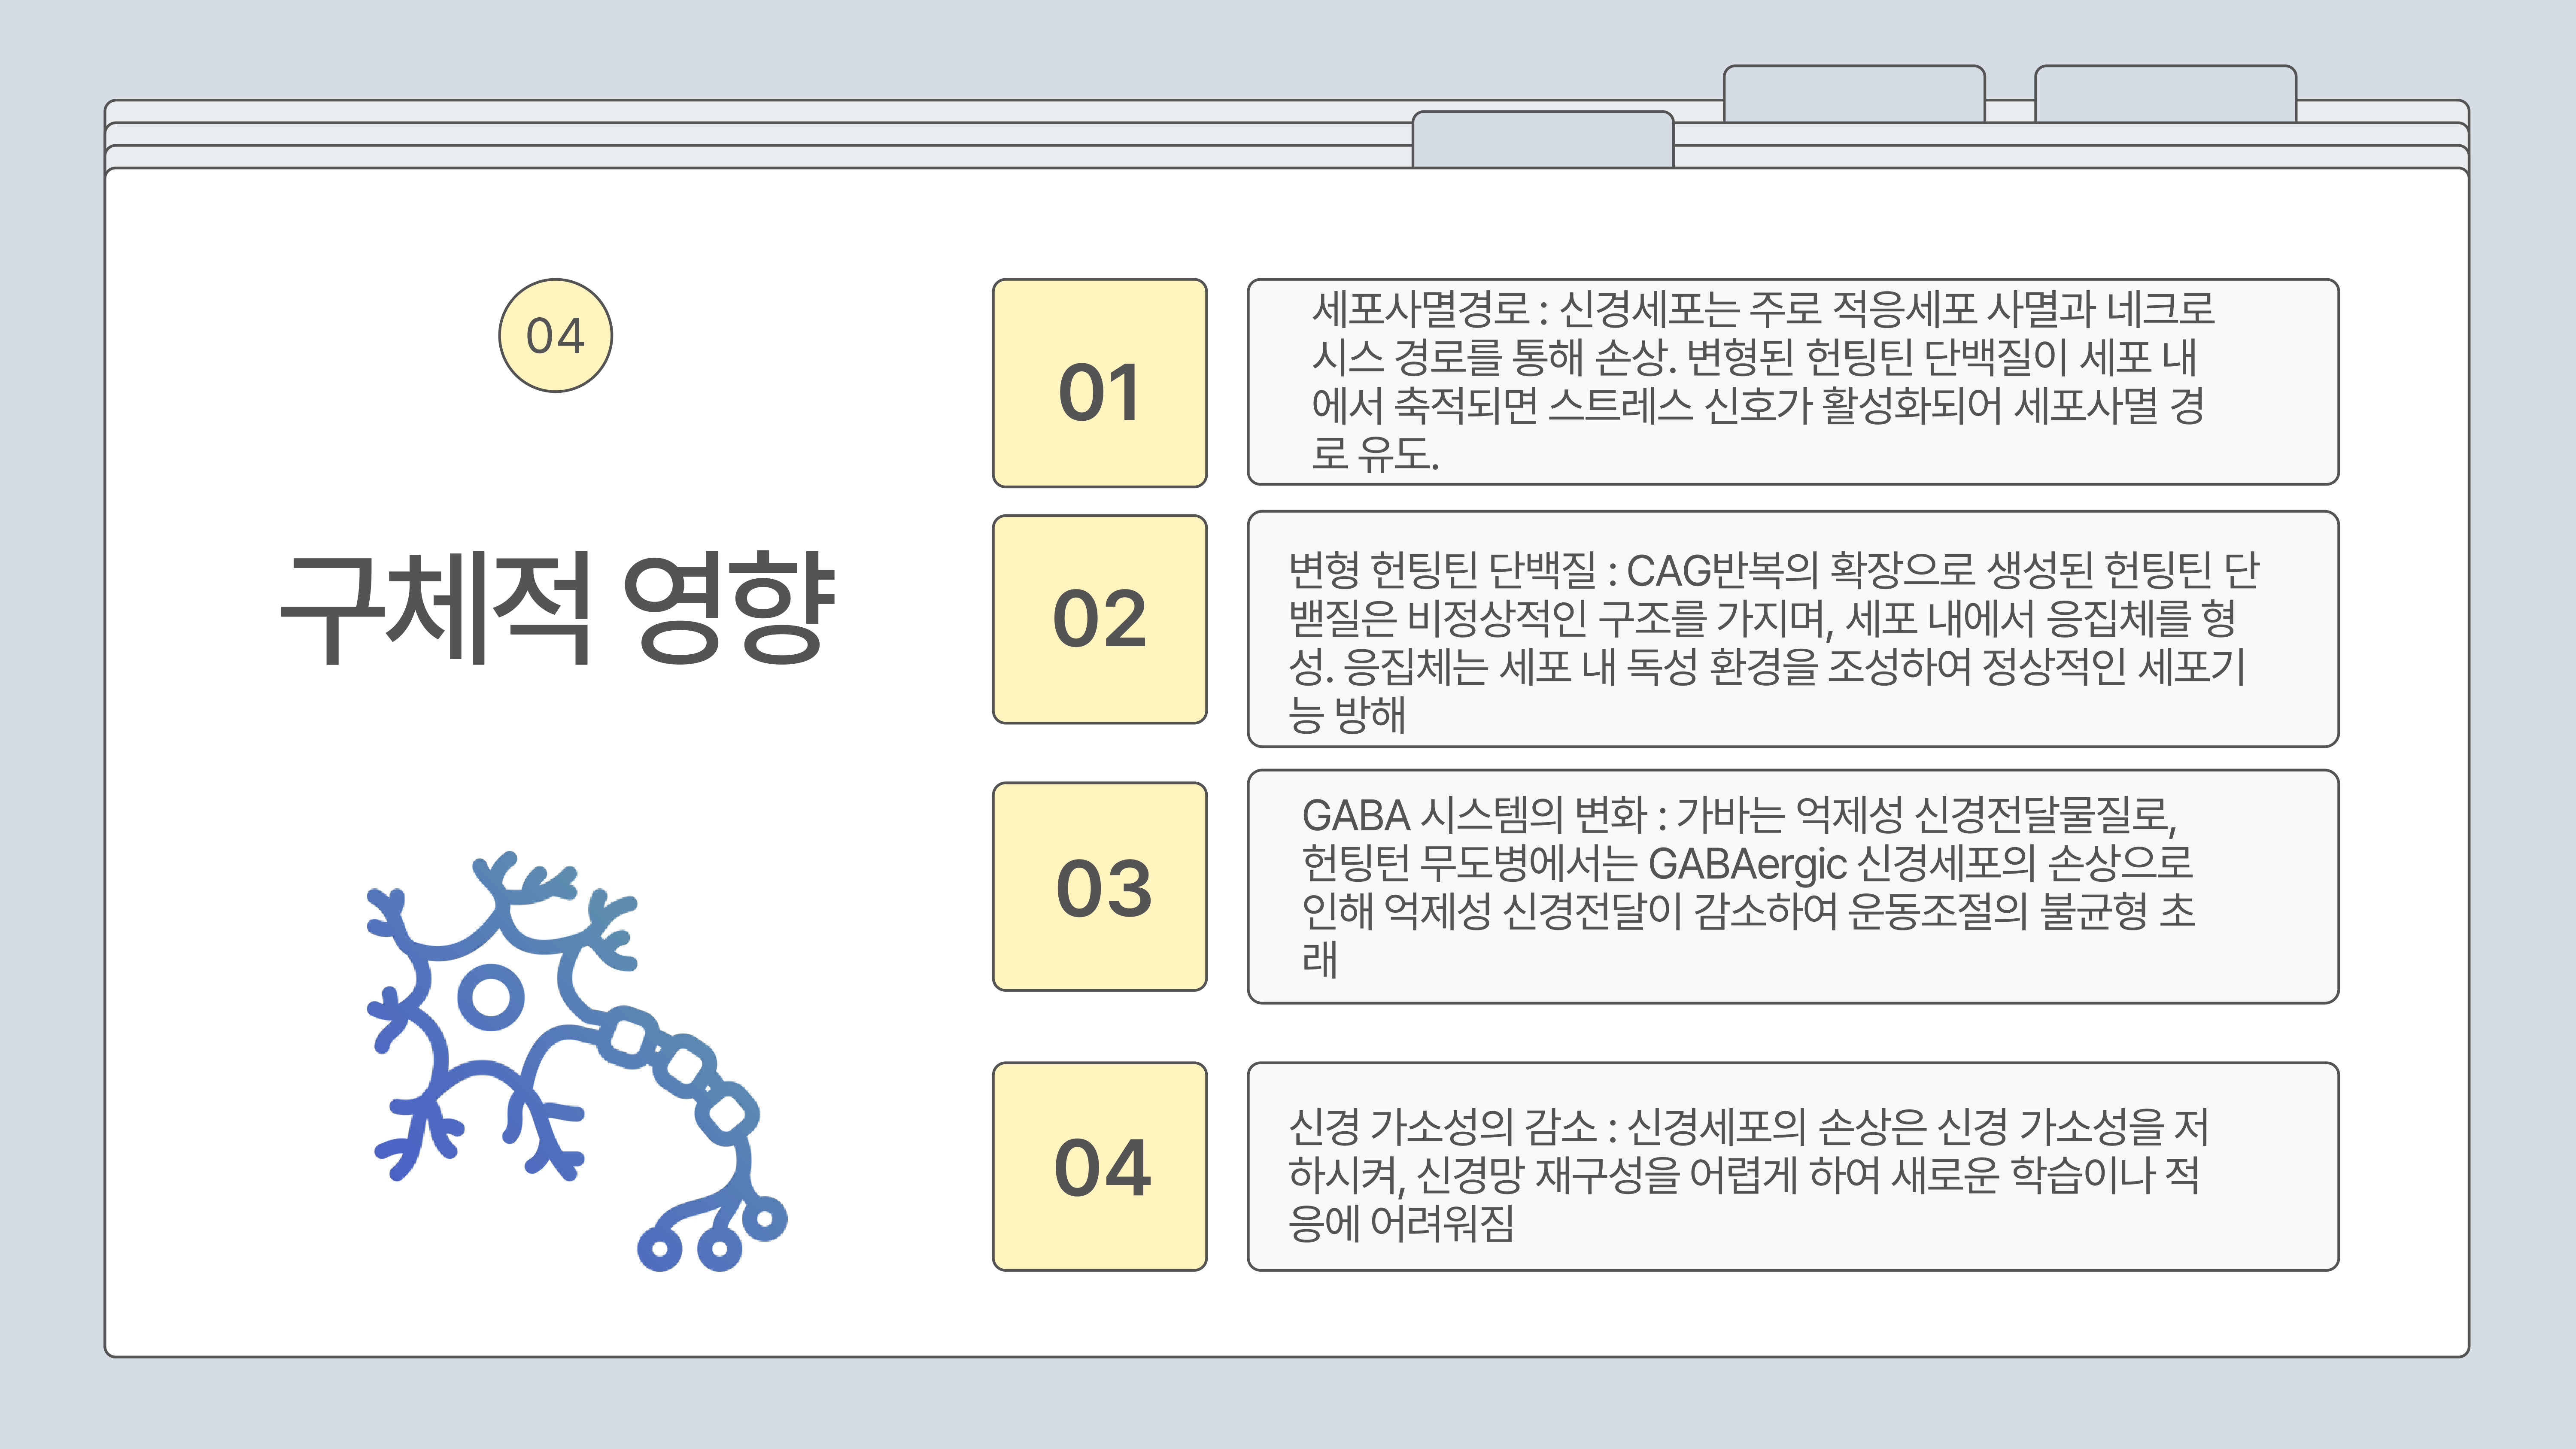 04
구체적 영향
01
세포사멸경로 : 신경세포는 주로 적응세포 사멸과 네크로
시스 경로를 통해 손상. 변형된 헌팅틴 단백질이 세포 내
에서 축적되면 스트레스 신호가 활성화되어 세포사멸 경
로 유도.
02
변형 헌팅틴 단백질 : CAG반복의 확장으로 생성된 헌팅틴 단
밷질은 비정상적인 구조를 가지며, 세포 내에서 응집체를 형
성. 응집체는 세포 내 독성 환경을 조성하여 정상적인 세포기
능 방해
03
GABA 시스템의 변화 : 가바는 억제성 신경전달물질로,
헌팅턴 무도병에서는 GABAergic 신경세포의 손상으로
인해 억제성 신경전달이 감소하여 운동조절의 불균형 초
래
04
신경 가소성의 감소 : 신경세포의 손상은 신경 가소성을 저
하시켜, 신경망 재구성을 어렵게 하여 새로운 학습이나 적
응에 어려워짐